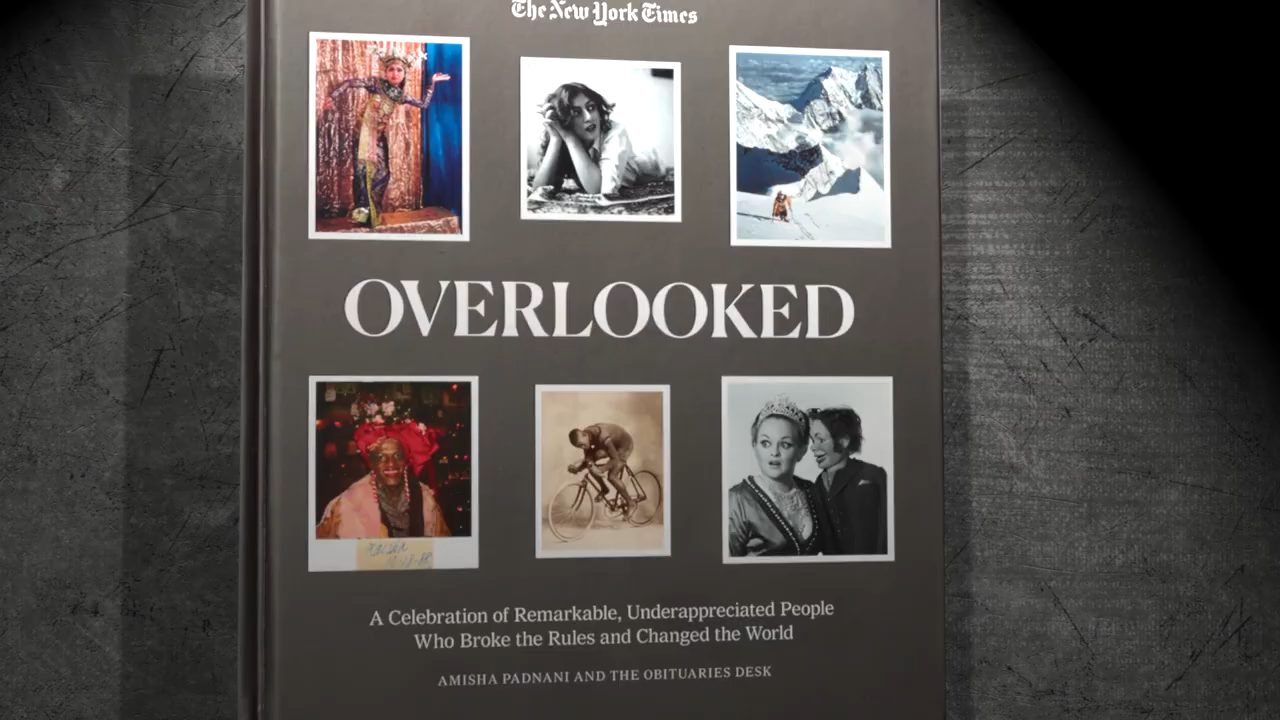 The New York Times
OVERLOOKED
A Celebration of Remarkable, Underappreciated People
Who Broke the Rules and Changed the World
AMISHA PADNANI AND THE OBITUARIES DESK